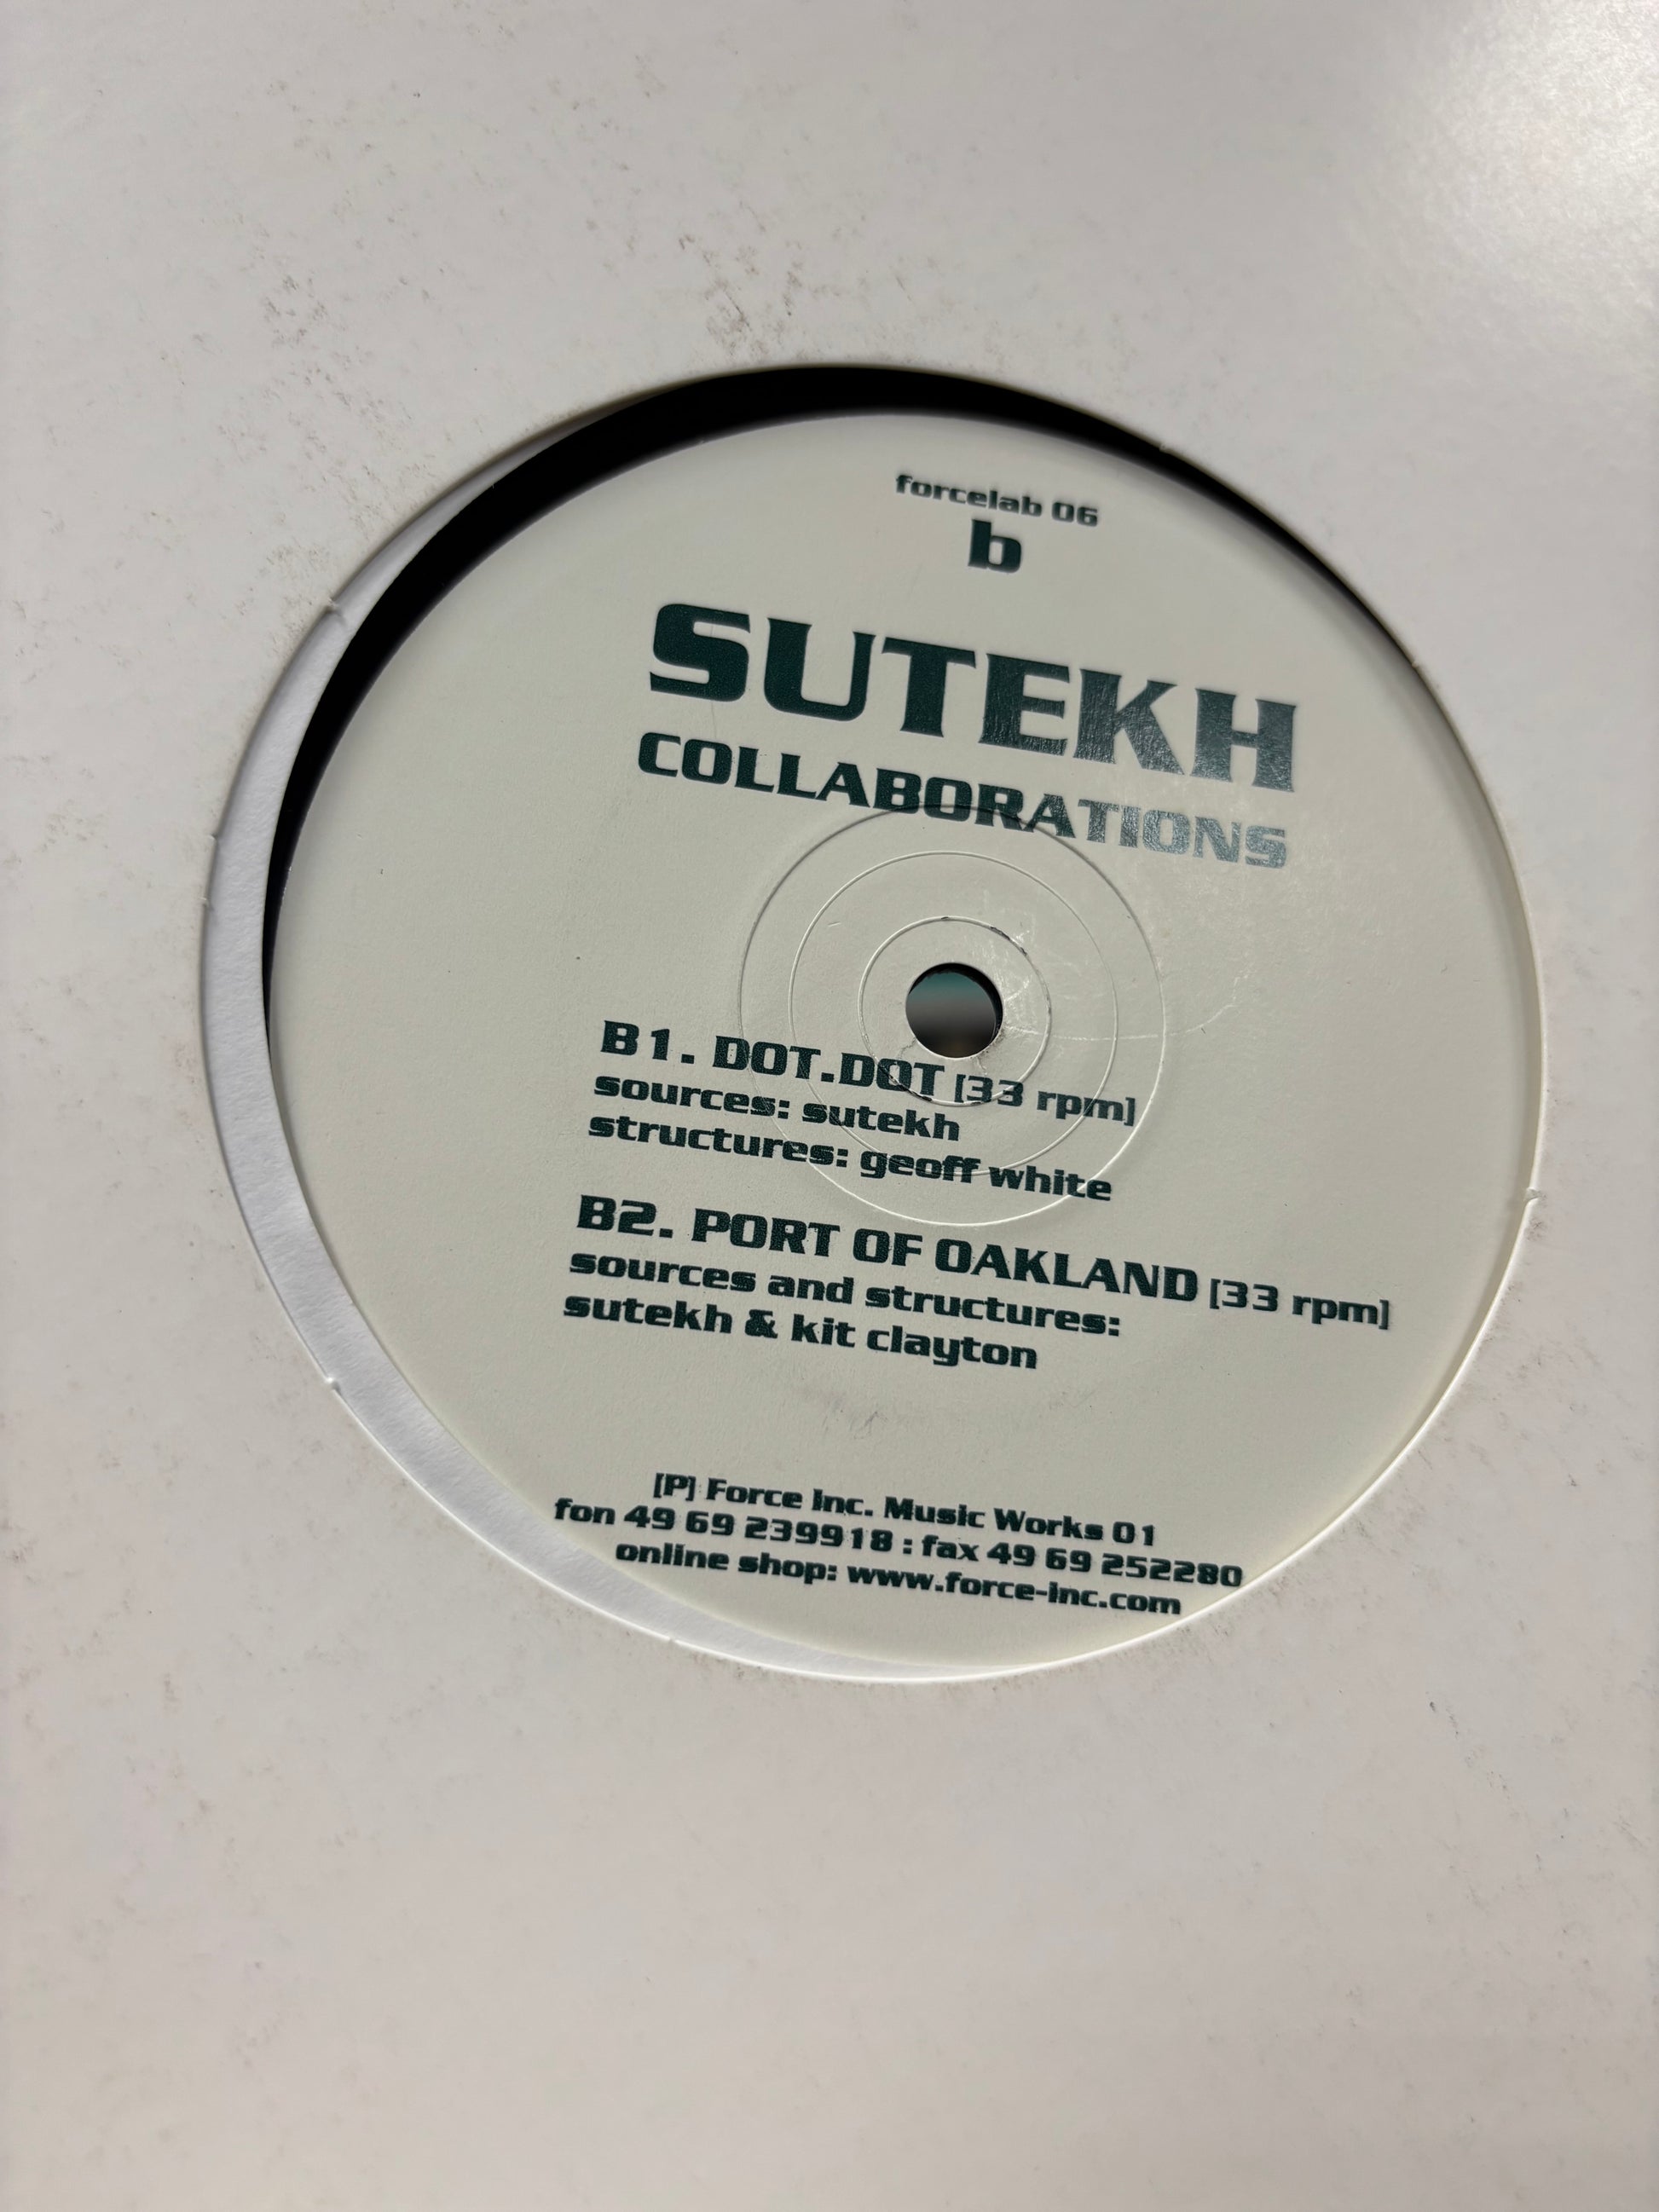 forcelab 06
b
SUTEKH
COLLABORATIONS
B1. DOT.DOT [33 rpm]
sources: sutekh
structures: geoff white
B2. PORT OF OAKLAND [33 rpm]
sources and structures:
sutekh & kit clayton
[P] Force Inc. Music Works 01
fon 49 69 239918 : fax 49 69 252280
online shop: www.force-inc.com